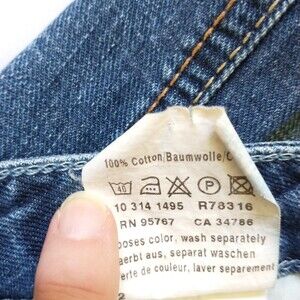 100% Cotton/Baumwolle/C
40 P
10 314 1495 R78316
RN 95767 CA 34786
oses color, wash separately
aus, separat waschen
erte de couleur, laver separement
2